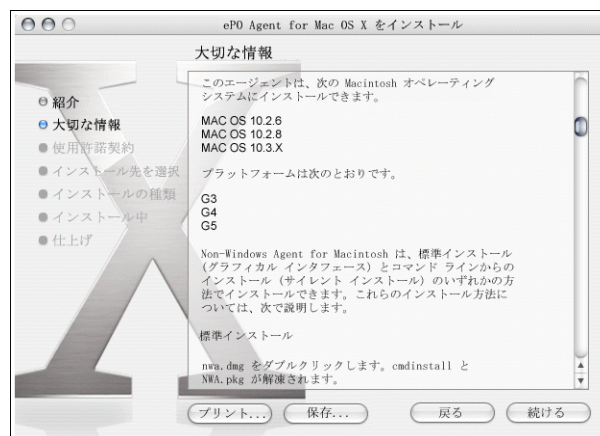 ePO Agent for Mac OS X をインストール
大切な情報
紹介
大切な情報
使用許諾契約
インストール先を選択
インストールの種類
インストール中
仕上げ
このエージェントは、次の Macintosh オペレーティング
システムにインストールできます。
MAC OS 10.2.6
MAC OS 10.2.8
MAC OS 10.3.X
プラットフォームは次のとおりです。
G3
G4
G5
Non-Windows Agent for Macintosh は、標準インストール
(グラフィカル インタフェース) とコマンド ラインからの
インストール (サイレント インストール) のいずれかの方
法でインストールできます。これらのインストール方法に
ついては、次で説明します。
標準インストール
nwa.dmg をダブルクリックします。cmdinstall と
NWA.pkg が解凍されます。
プリント...
保存...
戻る
続ける